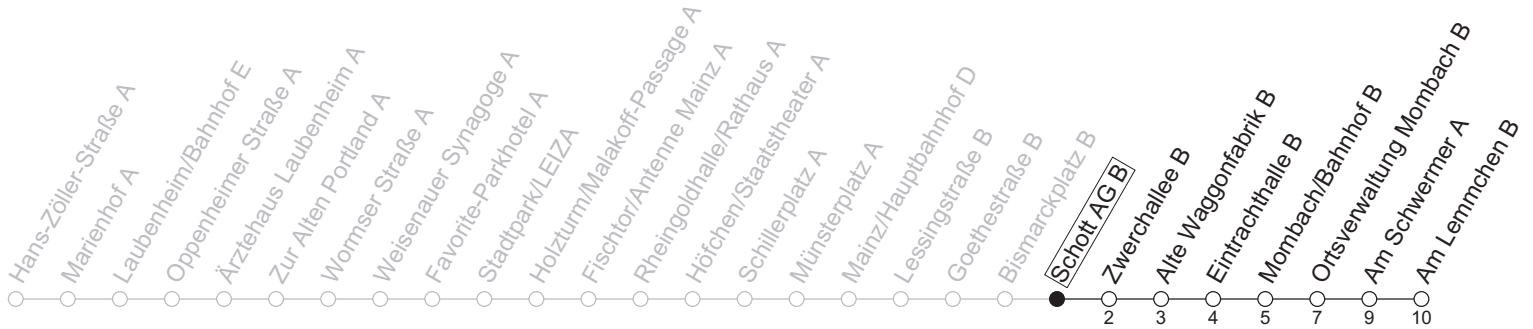 Hans-Zöller-Straße A
Marienhof A
Laubenheim/Bahnhof E
Oppenheimer Straße A
Ärztehaus Laubenheim A
Zur Alten Portland A
Wormser Straße A
Weisenauer Synagoge A
Favorite-Parkhotel A
Stadtpark/LEIZA
Holzturm/Malakoff-Passage A
Fischtor/Antenne Mainz A
Rheingoldhalle/Rathaus A
Höfchen/Staatstheater A
Schillerplatz A
Münsterplatz A
Mainz/Hauptbahnhof D
Lessingstraße B
Goethestraße B
Bismarckplatz B
Schott AG B
Zwerchallee B
Alte Waggonfabrik B
Eintrachthalle B
Mombach/Bahnhof B
Ortsverwaltung Mombach B
Am Schwermer A
Am Lemmchen B
2 3 4 5 7 9 10